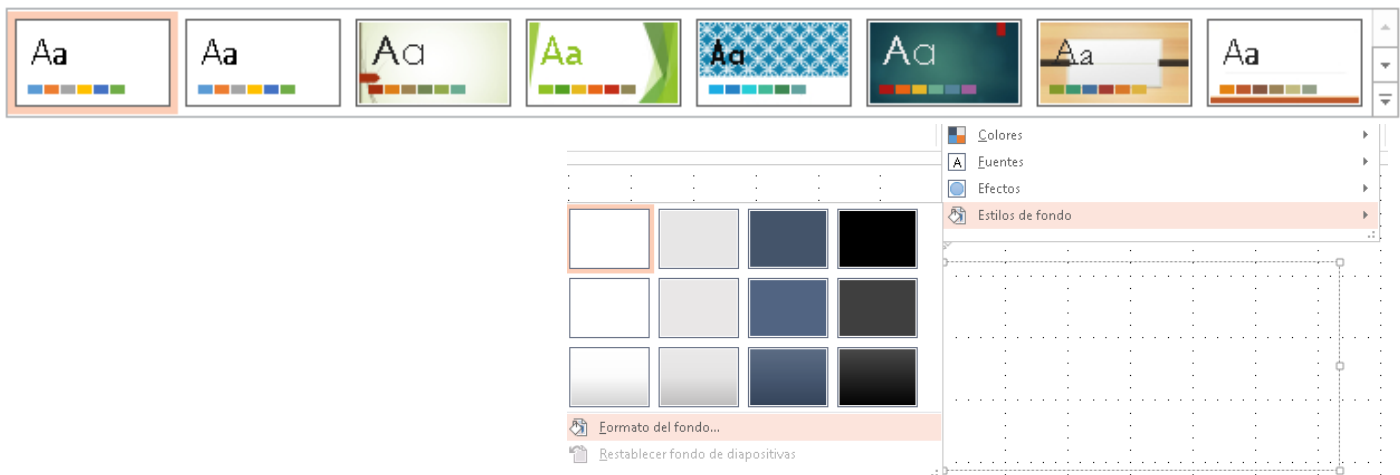 Aa Aa Aa Aa Aa Aa Aa Aa
Colores
A Fuentes
Efectos
Estilos de fondo
Formato del fondo...
Restablecer fondo de diapositivas